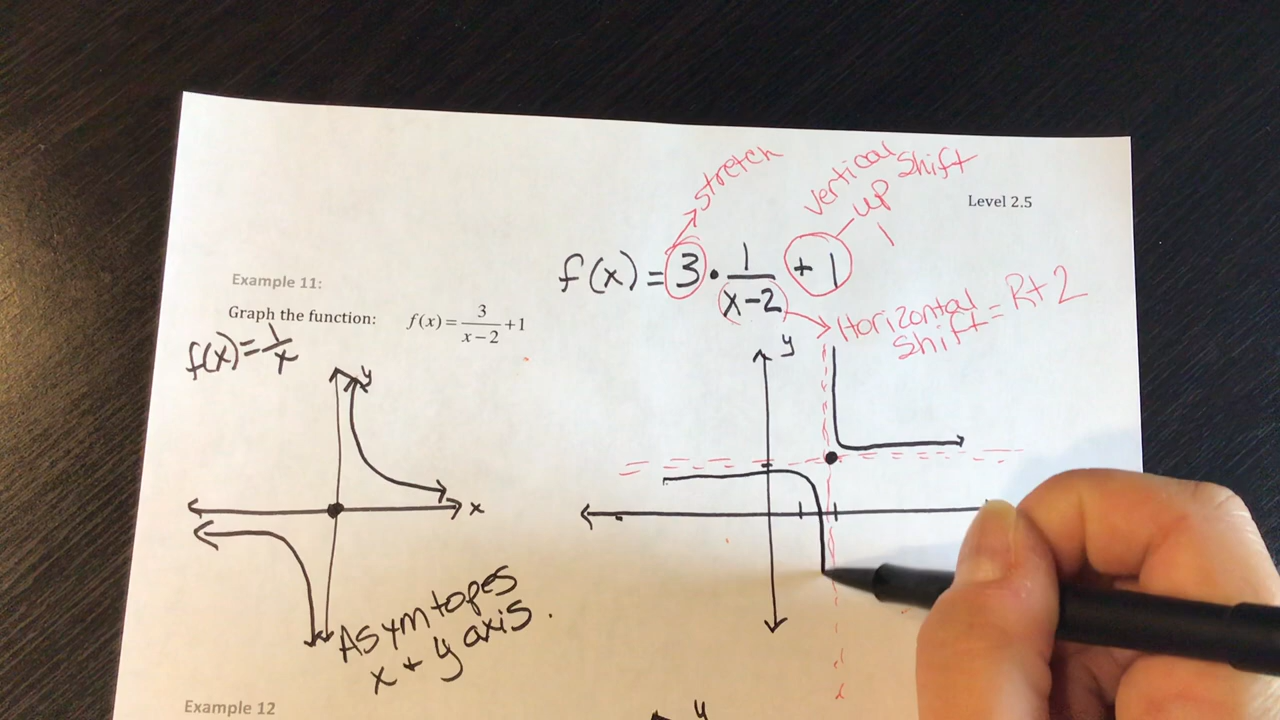 stretch
vertical shift
up
1
Level 2.5
f(x) = 3 · 1/x-2 + 1
Example 11:
Graph the function: f(x) = 3/x-2 +1
Horizontal
Shift = Rt 2
f(x)=1/x
y
y
x
Asymtopes
x + y axis.
Example 12
y